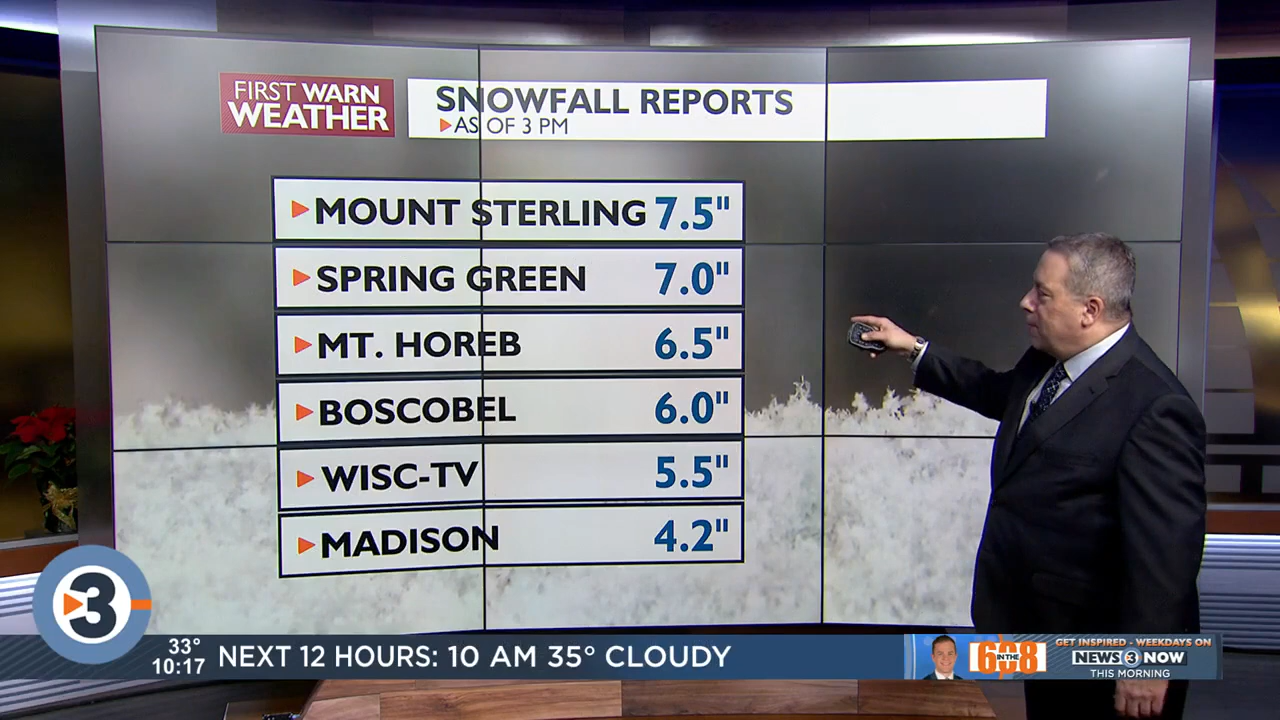 FIRST WARN
WEATHER
SNOWFALL REPORTS
AS OF 3 PM
MOUNT STERLING 7.5"
SPRING GREEN 7.0"
MT. HOREB 6.5"
BOSCOBEL 6.0"
WISC-TV 5.5"
MADISON 4.2"
3
33°
10:17
NEXT 12 HOURS: 10 AM 35° CLOUDY
6 IN THE 08
GET INSPIRED - WEEKDAYS ON
NEWS 3 NOW
THIS MORNING